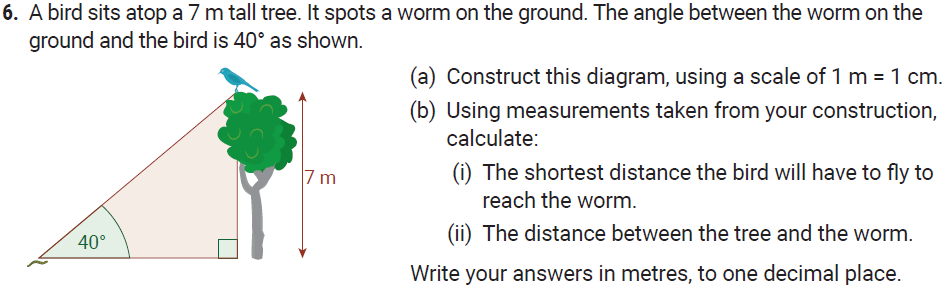 6. A bird sits atop a 7 m tall tree. It spots a worm on the ground. The angle between the worm on the
ground and the bird is 40° as shown.
(a) Construct this diagram, using a scale of 1 m = 1 cm.
(b) Using measurements taken from your construction,
calculate:
(i) The shortest distance the bird will have to fly to
reach the worm.
(ii) The distance between the tree and the worm.
Write your answers in metres, to one decimal place.
7 m
40°